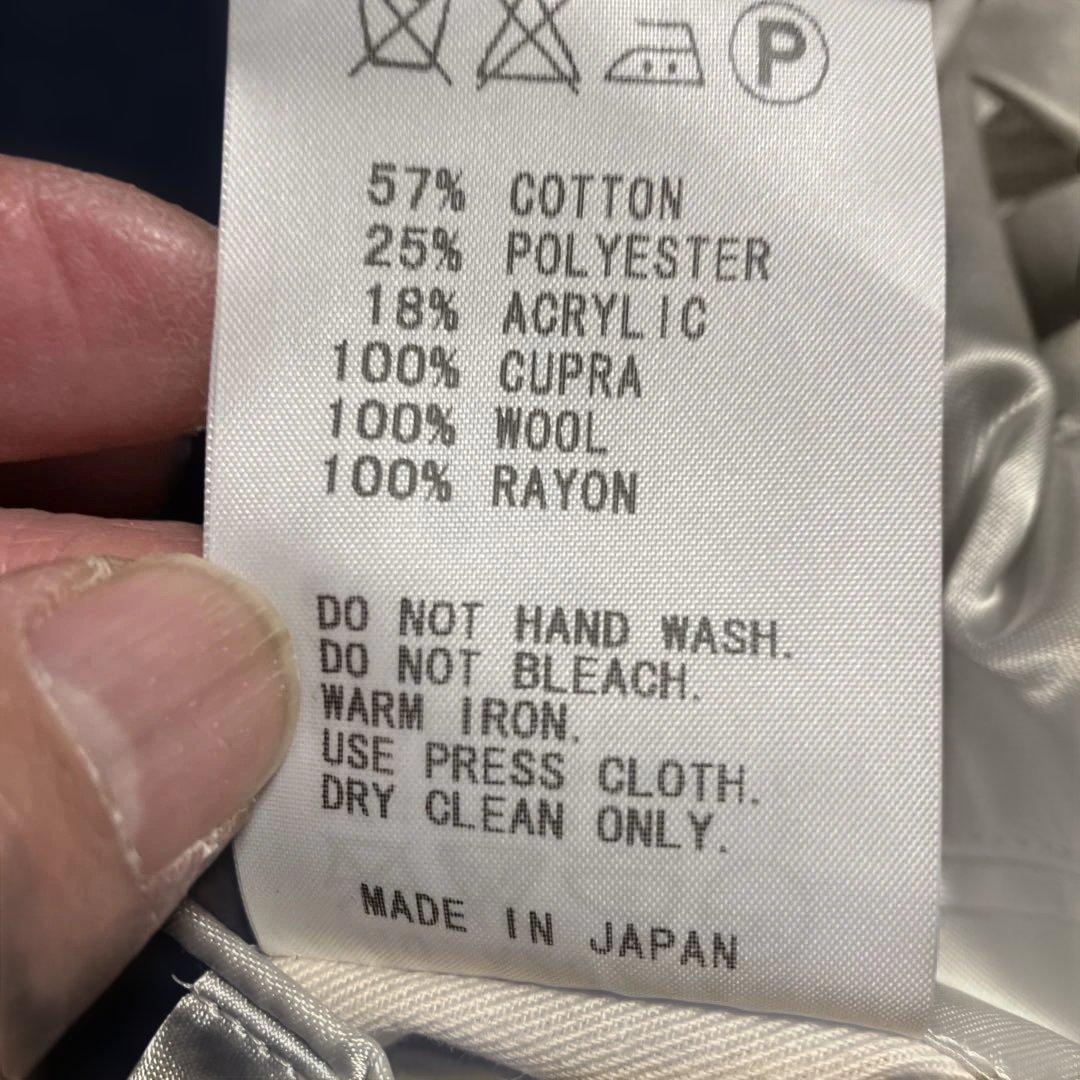 P
57% COTTON
25% POLYESTER
18% ACRYLIC
100% CUPRA
100% WOOL
100% RAYON
DO NOT HAND WASH.
DO NOT BLEACH.
WARM IRON.
USE PRESS CLOTH.
DRY CLEAN ONLY.
MADE IN JAPAN